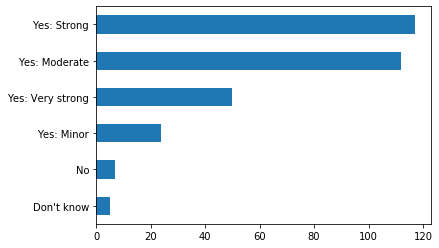 Yes: Strong
Yes: Moderate
Yes: Very strong
Yes: Minor
No
Don't know
0 20 40 60 80 100 120